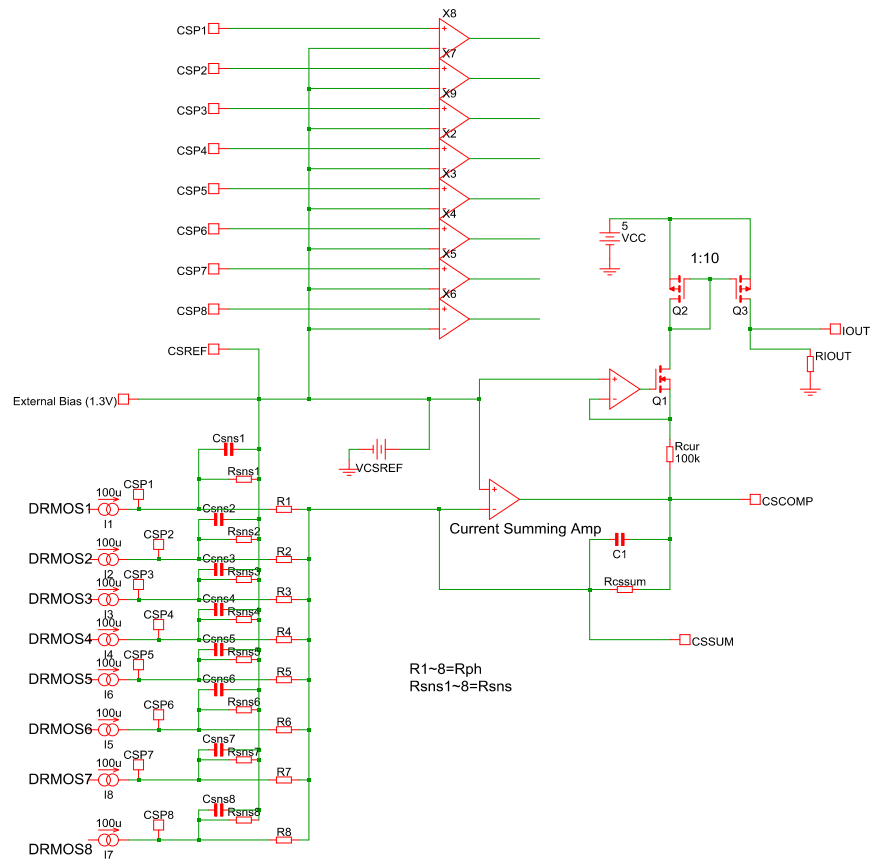 X8
CSP1
X7
CSP2
X9
CSP3
X2
CSP4
X3
CSP5
X4
CSP6
X5
CSP7
X6
CSP8
CSREF
External Bias (1.3V)
VCSREF
5
VCC
1:10
Q2
Q3
IOUT
RIOUT
Q1
Rcur
100k
CSCOMP
Current Summing Amp
C1
Rcssum
CSSUM
R1~8=Rph
Rsns1~8=Rsns
Csns1
Rsns1
CSP1
100u
DRMOS1
I1
R1
Csns2
Rsns2
CSP2
100u
DRMOS2
I2
R2
Csns3
Rsns3
CSP3
100u
DRMOS3
I3
R3
Csns4
Rsns4
CSP4
100u
DRMOS4
I4
R4
Csns5
Rsns5
CSP5
100u
DRMOS5
I6
R5
Csns6
Rsns6
CSP6
100u
DRMOS6
I5
R6
Csns7
Rsns7
CSP7
100u
DRMOS7
I8
R7
Csns8
Rsns8
CSP8
100u
DRMOS8
I7
R8